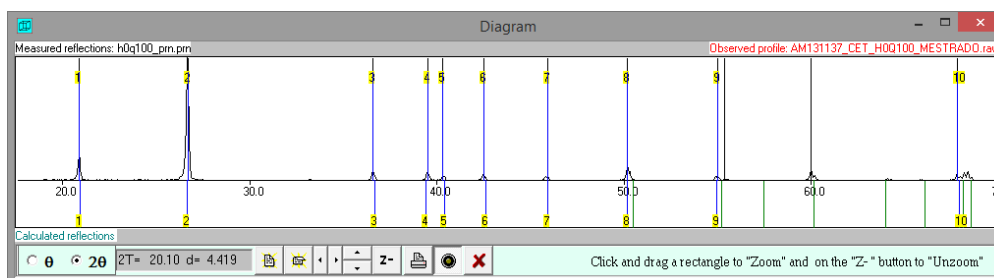 Diagram
Measured reflections: h0q100_prn.prn Observed profile: AM131137_CET_H0Q100_MESTRADO.raw
1 2 3 4 5 6 7 8 9 10
20.0 30.0 40.0 50.0 60.0 7
1 2 3 4 5 6 7 8 9 10
Calculated reflections
θ 2θ 2T= 20.10 d= 4.419 Z- Click and drag a rectangle to "Zoom" and on the "Z-" button to "Unzoom"